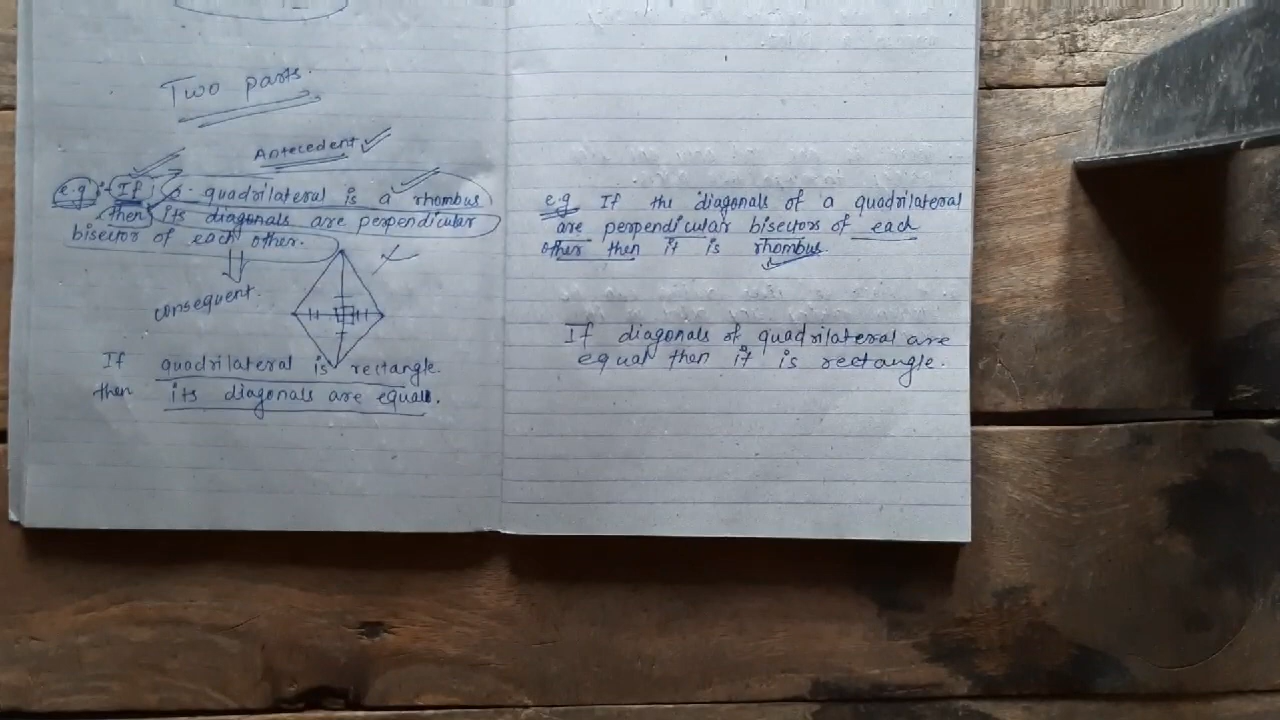 Two parts.
Antecedent
e.g :- If a quadrilateral is a rhombus
then its diagonals are perpendicular
bisector of each other.
consequent.
If quadrilateral is rectangle.
then its diagonals are equal.
e.g If the diagonals of a quadrilateral
are perpendicular bisectors of each
other then it is rhombus.
If diagonals of quadrilateral are
equal then it is rectangle.